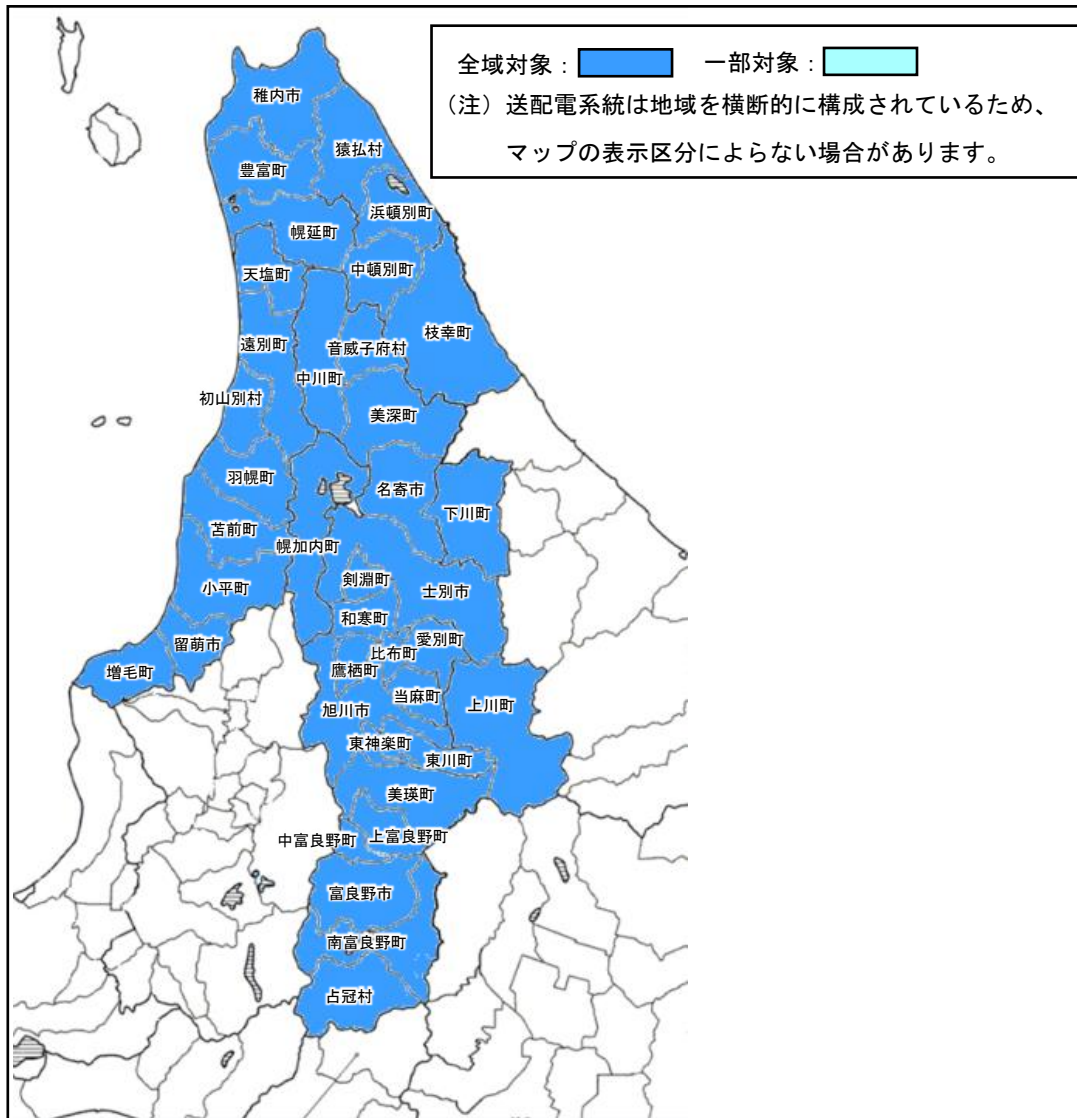 全域対象：
一部対象：
（注）送配電系統は地域を横断的に構成されているため、
マップの表示区分によらない場合があります。
稚内市
猿払村
豊富町
浜頓別町
幌延町
中頓別町
天塩町
枝幸町
遠別町
音威子府村
中川町
初山別村
美深町
羽幌町
名寄市
下川町
苫前町
幌加内町
剣淵町
士別市
小平町
和寒町
愛別町
留萌市
比布町
増毛町
鷹栖町
当麻町
上川町
旭川市
東神楽町
東川町
美瑛町
中富良野町
上富良野町
富良野市
南富良野町
占冠村